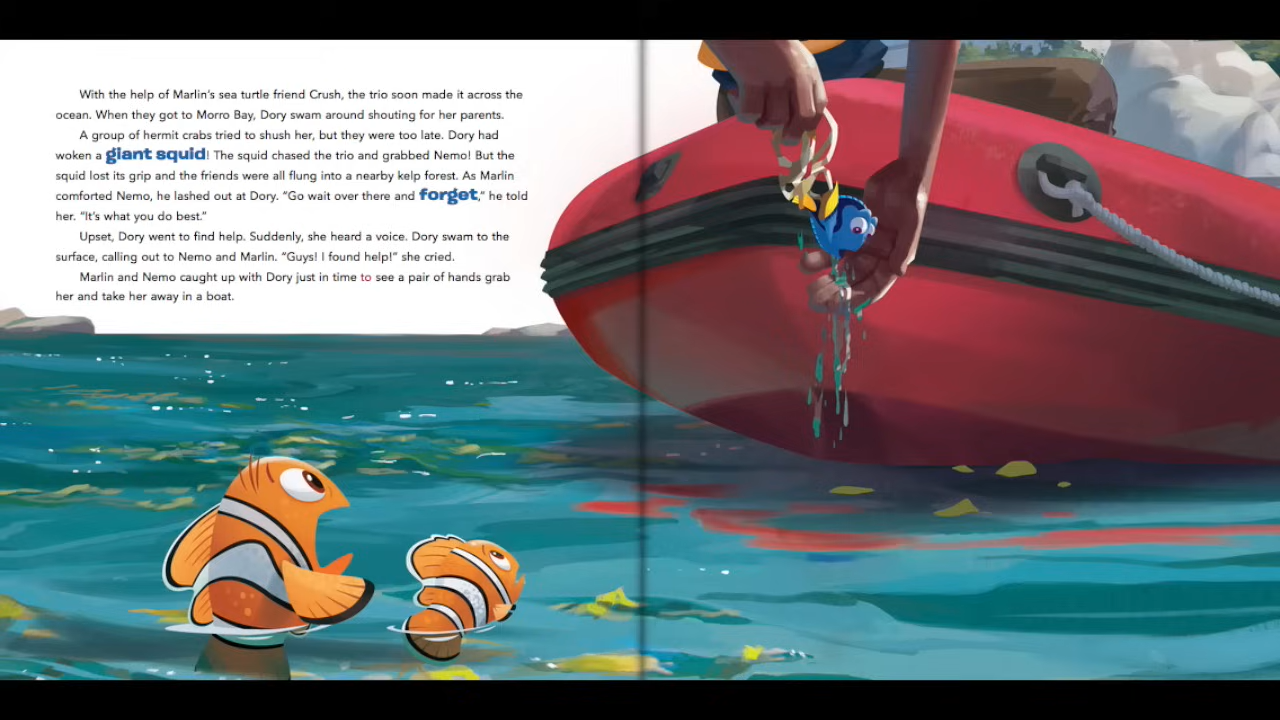 With the help of Marlin’s sea turtle friend Crush, the trio soon made it across the
ocean. When they got to Morro Bay, Dory swam around shouting for her parents.
A group of hermit crabs tried to shush her, but they were too late. Dory had
woken a giant squid! The squid chased the trio and grabbed Nemo! But the
squid lost its grip and the friends were all flung into a nearby kelp forest. As Marlin
comforted Nemo, he lashed out at Dory. “Go wait over there and forget,” he told
her. “It’s what you do best.”
Upset, Dory went to find help. Suddenly, she heard a voice. Dory swam to the
surface, calling out to Nemo and Marlin. “Guys! I found help!” she cried.
Marlin and Nemo caught up with Dory just in time to see a pair of hands grab
her and take her away in a boat.